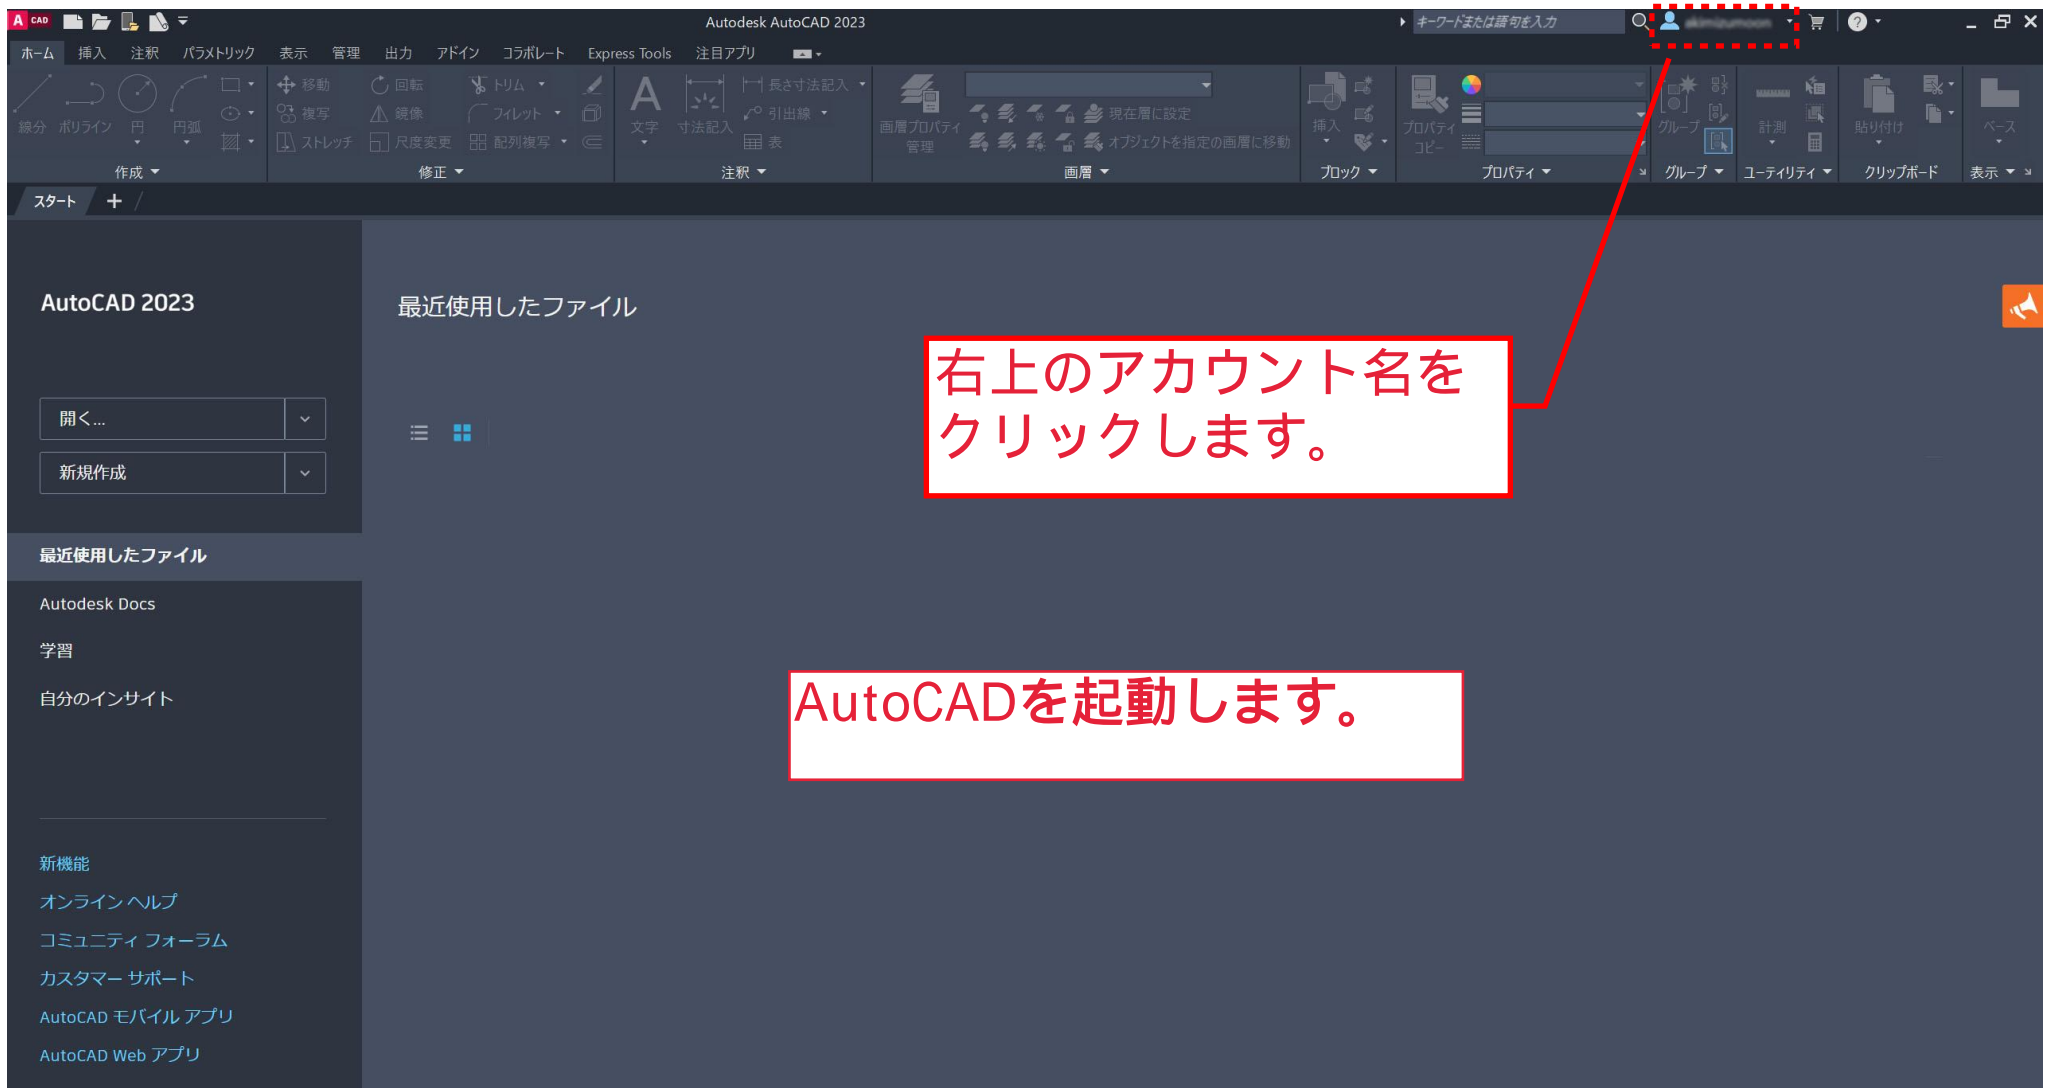 A CAD
Autodesk AutoCAD 2023
キーワードまたは語句を入力
ホーム 挿入 注釈 パラメトリック 表示 管理 出力 アドイン コラボレート Express Tools 注目アプリ
線分 ポリライン 円 円弧
移動 回転 トリム
複写 鏡像 フィレット
ストレッチ 尺度変更 配列複写
文字 寸法記入
長さ寸法記入
引出線
表
画層プロパティ
管理
現在層に設定
オブジェクトを指定の画層に移動
挿入
プロパティ
コピー
グループ
計測
貼り付け
ベース
作成 修正 注釈 画層 ブロック プロパティ グループ ユーティリティ クリップボード 表示
スタート
AutoCAD 2023
最近使用したファイル
右上のアカウント名を
クリックします。
開く...
新規作成
最近使用したファイル
Autodesk Docs
学習
自分のインサイト
AutoCADを起動します。
新機能
オンライン ヘルプ
コミュニティ フォーラム
カスタマー サポート
AutoCAD モバイル アプリ
AutoCAD Web アプリ